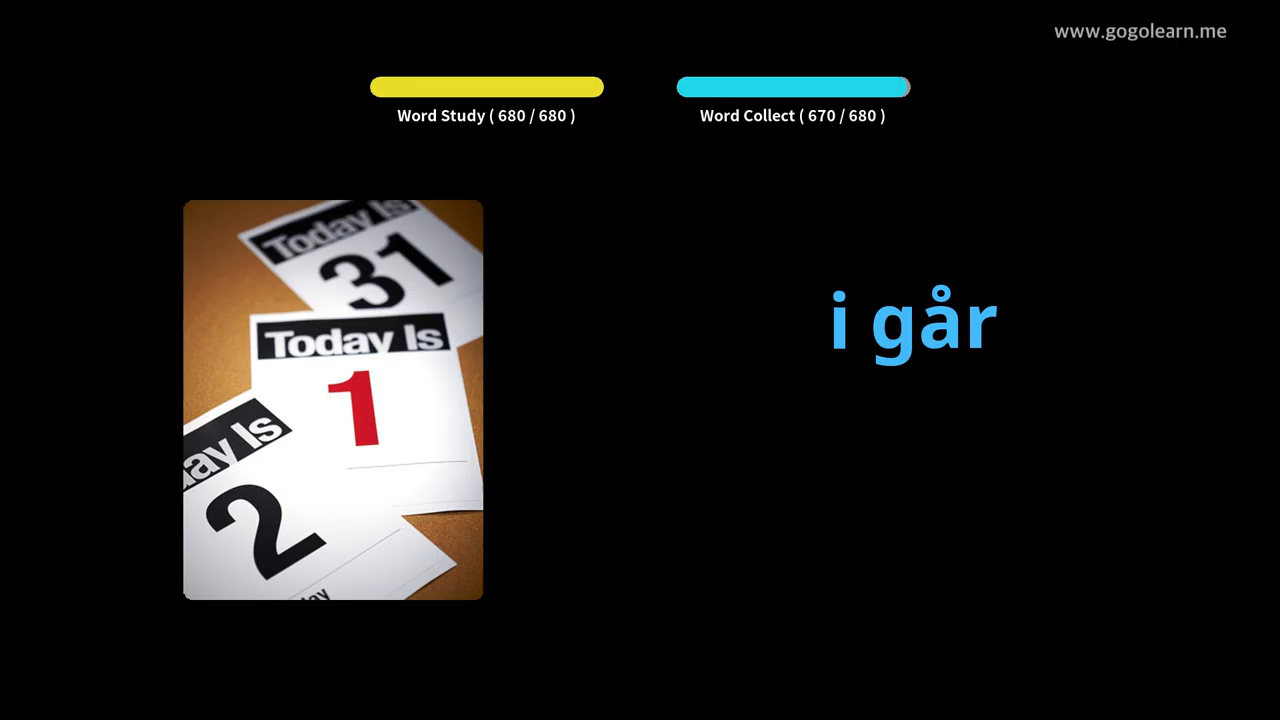 www.gogolearn.me
Word Study ( 680 / 680 )
Word Collect ( 670 / 680 )
Today Is
31
Today Is
1
ay Is
2
ay
i går